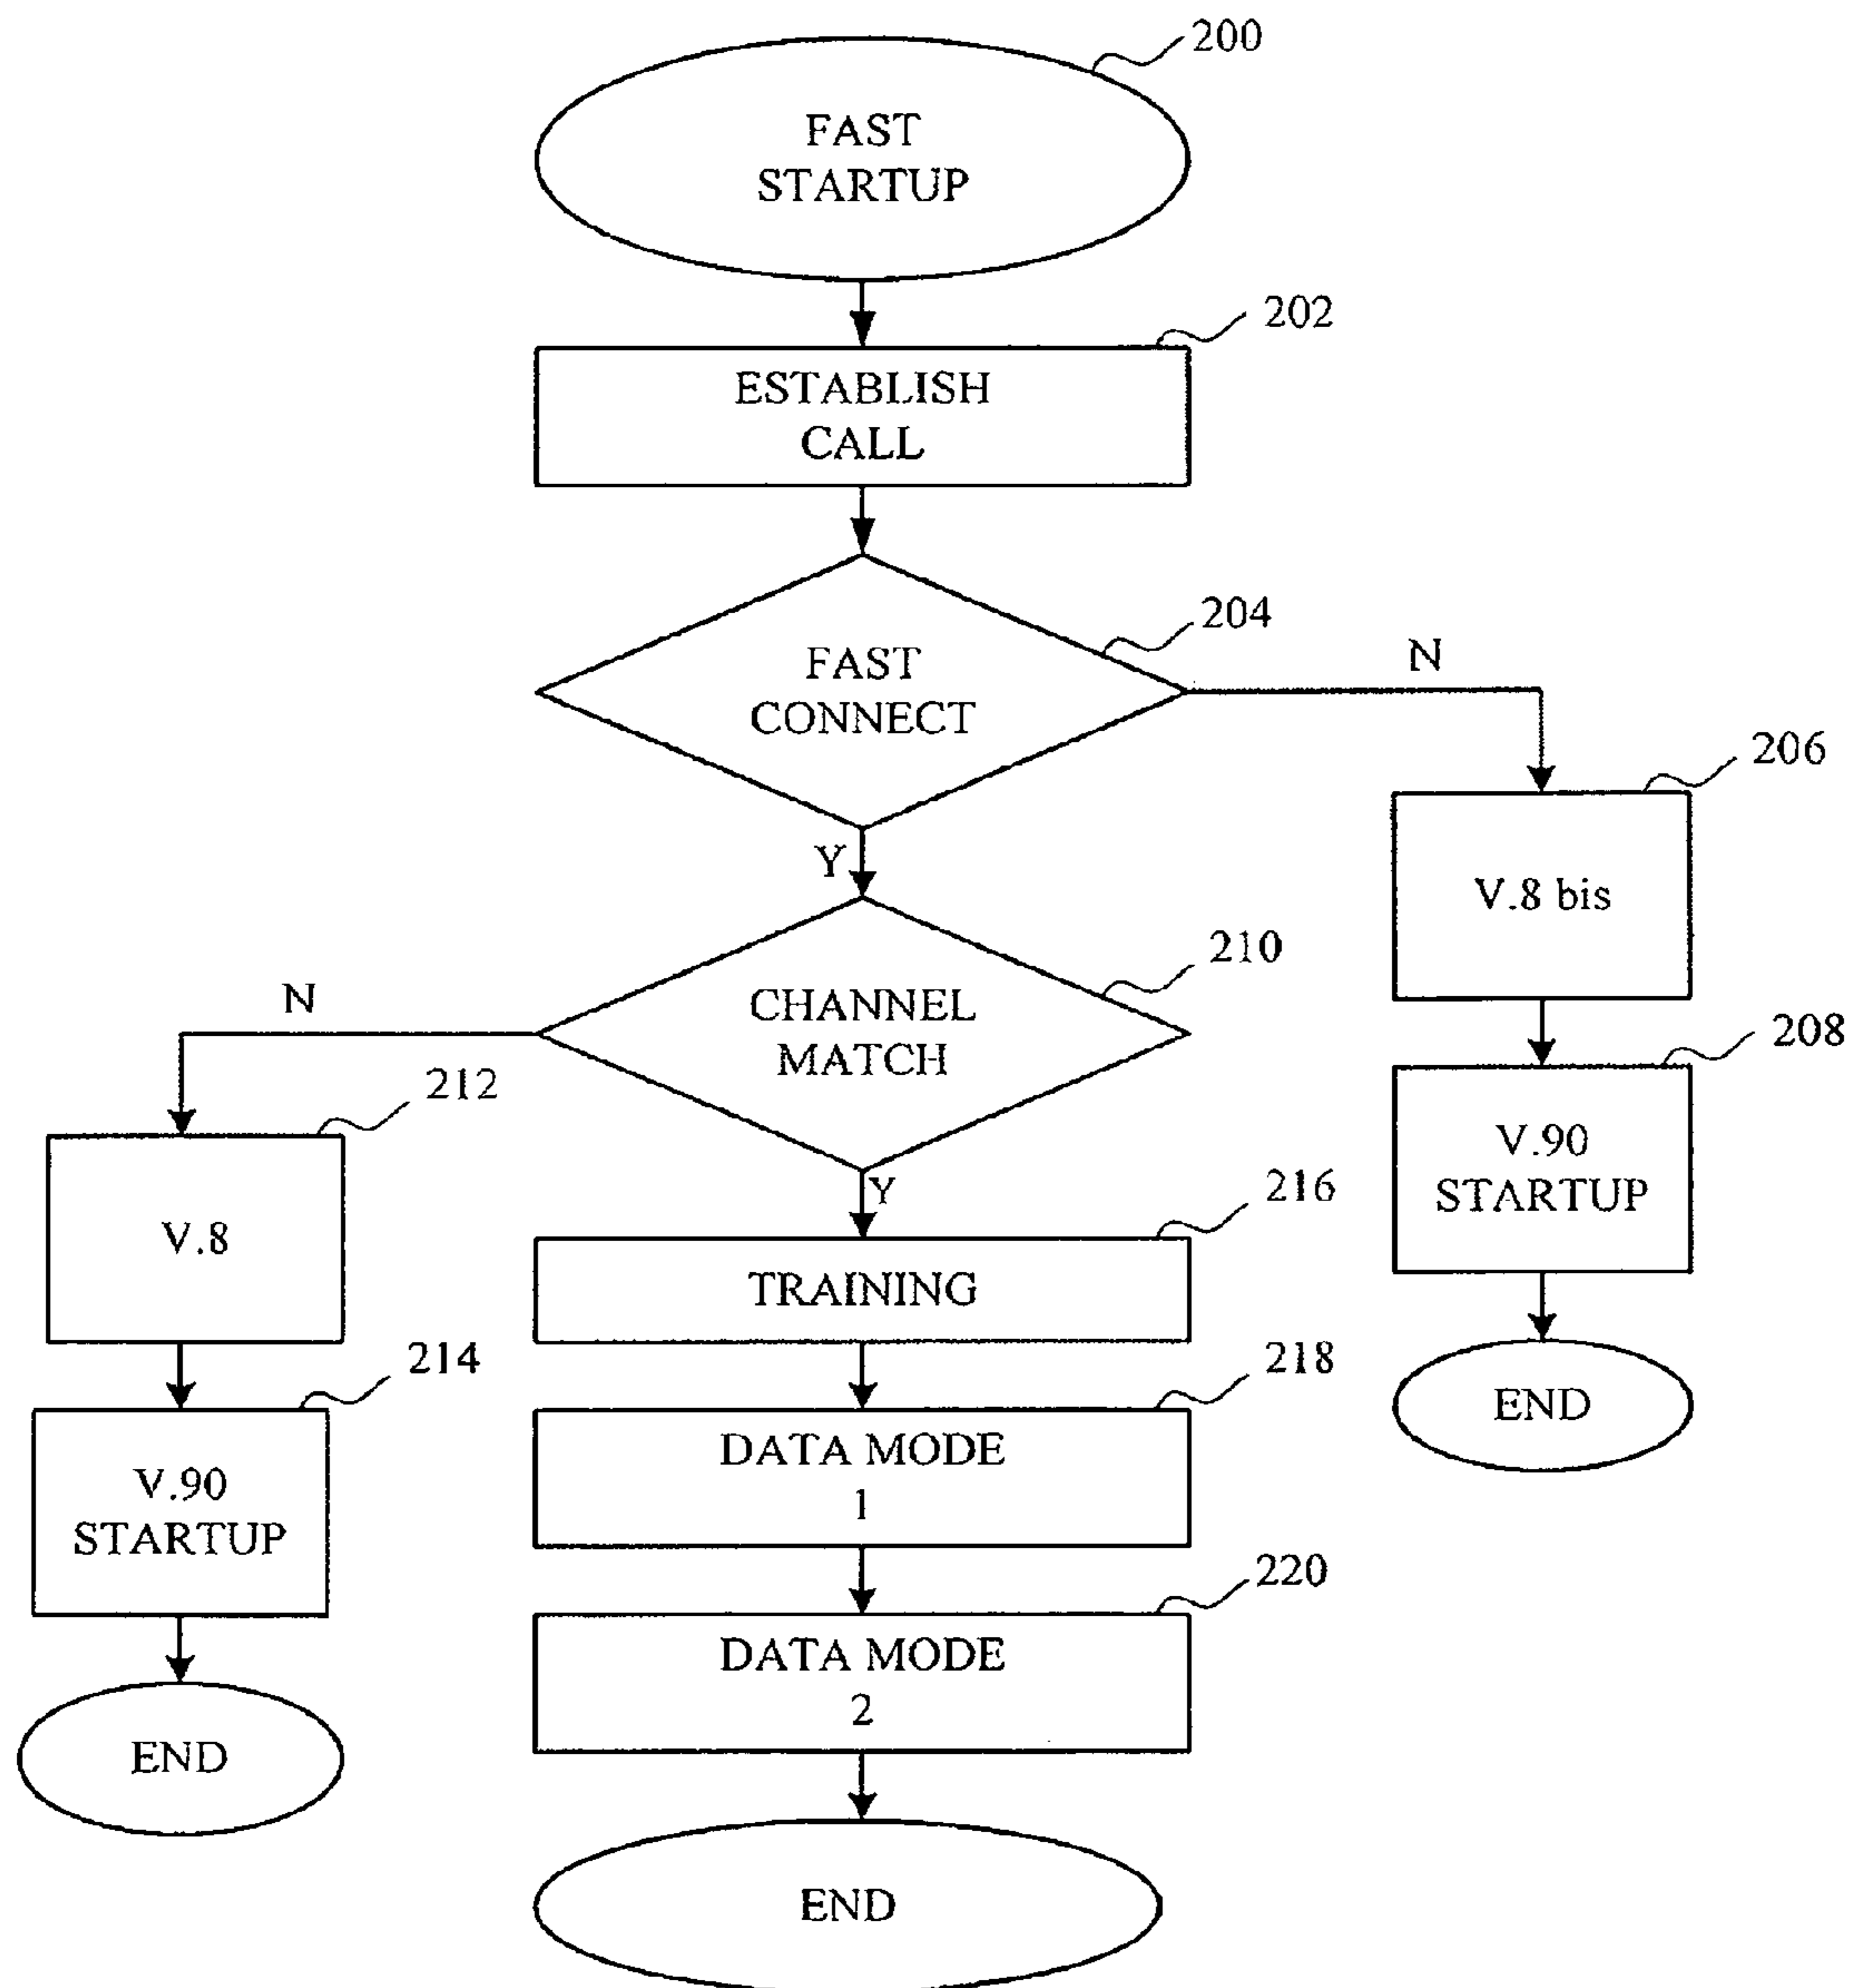 200
FAST
STARTUP
202
ESTABLISH
CALL
204
FAST
CONNECT
N
206
V.8 bis
Y
210
CHANNEL
MATCH
N
208
V.90
STARTUP
212
V.8
Y
216
TRAINING
END
214
V.90
STARTUP
218
DATA MODE
1
220
DATA MODE
2
END
END